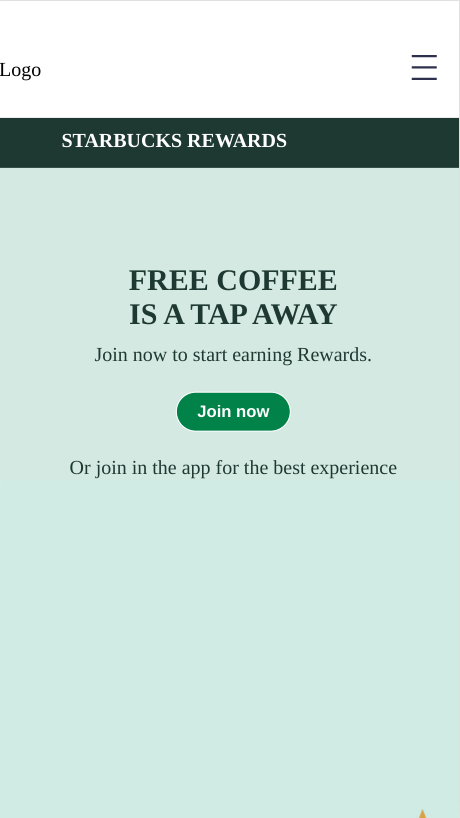 Logo
STARBUCKS REWARDS
FREE COFFEE
IS A TAP AWAY
Join now to start earning Rewards.
Join now
Or join in the app for the best experience